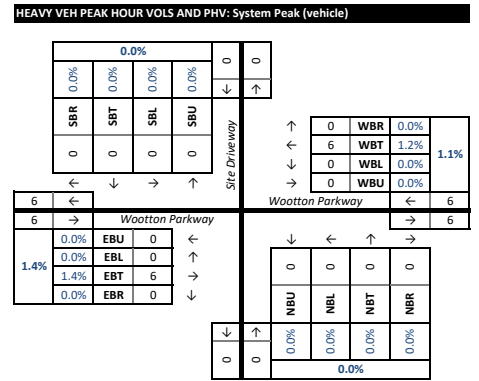 HEAVY VEH PEAK HOUR VOLS AND PHV: System Peak (vehicle)
0.0%
0 0
0.0% 0.0% 0.0% 0.0%
↓ ↑
SBR SBT SBL SBU
0 0 0 0
Site Driveway
↑ 0 WBR 0.0%
← 6 WBT 1.2%
1.1%
↓ 0 WBL 0.0%
→ 0 WBU 0.0%
← ↓ → ↑
6 ← Wootton Parkway ← 6
6 → Wootton Parkway → 6
0.0% EBU 0 ←
0.0% EBL 0 ↑
1.4%
1.4% EBT 6 →
0.0% EBR 0 ↓
↓ ← ↑ →
0 0 0 0
NBU NBL NBT NBR
↓ ↑
0.0% 0.0% 0.0% 0.0%
0 0
0.0%